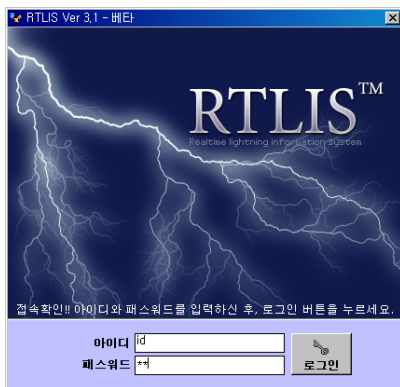 RTLIS Ver 3.1 - 베타
RTLIS™
Realtime lightning information system
접속확인!! 아이디와 패스워드를 입력하신 후, 로그인 버튼을 누르세요.
아이디 id
패스워드 **
로그인